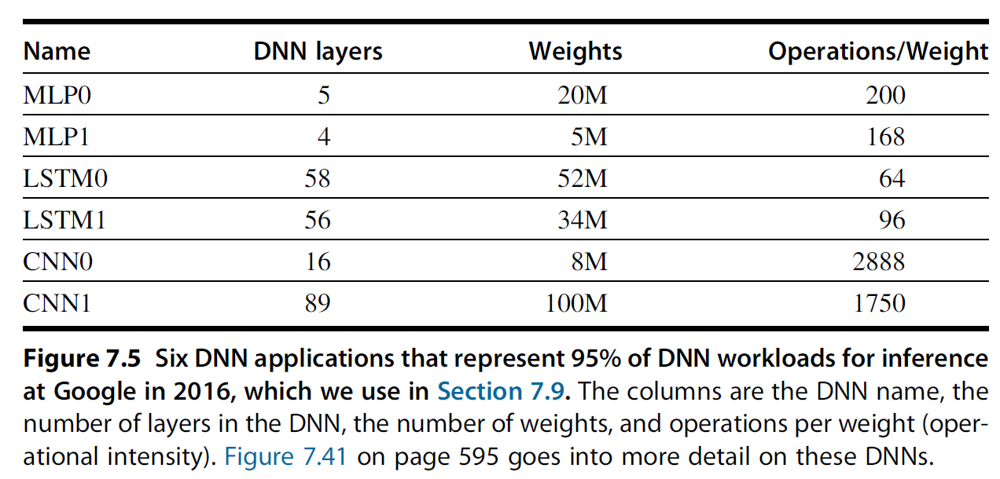 Name DNN layers Weights Operations/Weight
MLP0 5 20M 200
MLP1 4 5M 168
LSTM0 58 52M 64
LSTM1 56 34M 96
CNN0 16 8M 2888
CNN1 89 100M 1750
Figure 7.5 Six DNN applications that represent 95% of DNN workloads for inference
at Google in 2016, which we use in Section 7.9. The columns are the DNN name, the
number of layers in the DNN, the number of weights, and operations per weight (oper-
ational intensity). Figure 7.41 on page 595 goes into more detail on these DNNs.